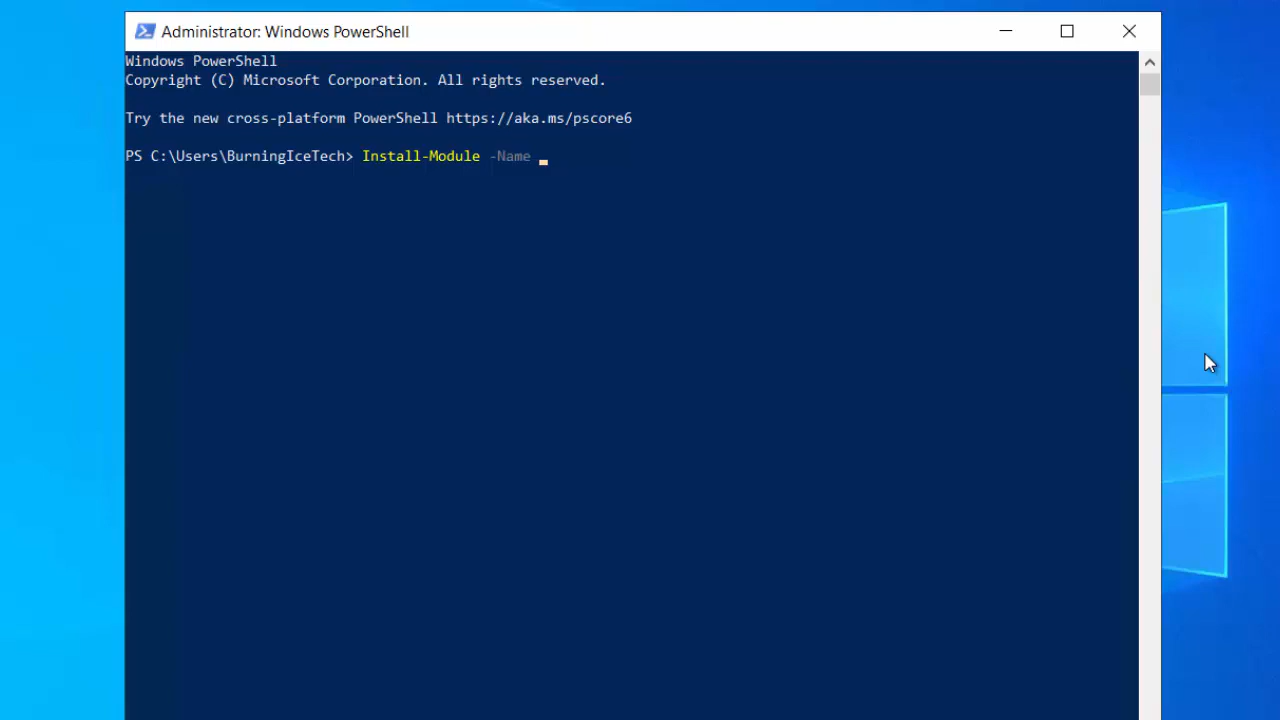 Administrator: Windows PowerShell
Windows PowerShell
Copyright (C) Microsoft Corporation. All rights reserved.
Try the new cross-platform PowerShell https://aka.ms/pscore6
PS C:\Users\BurningIceTech> Install-Module -Name